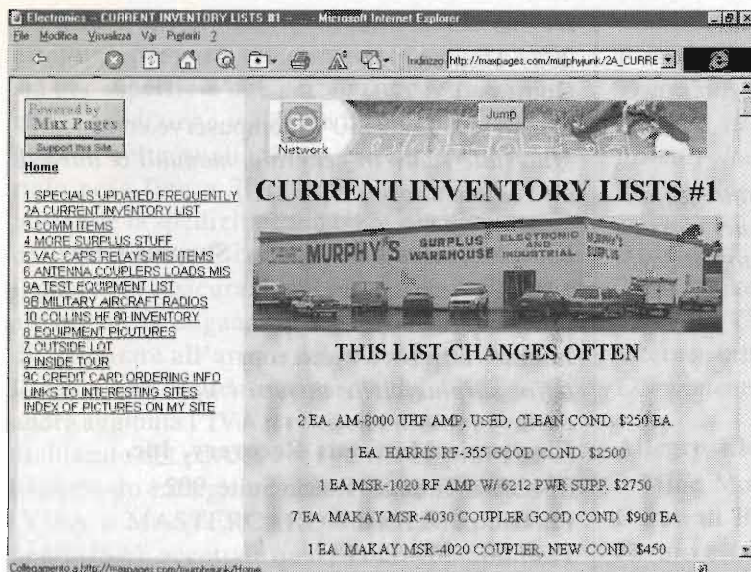 Electronics - CURRENT INVENTORY LISTS #1 - ... - Microsoft Internet Explorer
File Modifica Visualizza Vai Preferiti ?
Indirizzo http://maxpages.com/murphyjunk/2A_CURRE
Powered by
Max Pages
Support this Site
Home
1 SPECIALS UPDATED FREQUENTLY
2A CURRENT INVENTORY LIST
3 COMM ITEMS
4 MORE SURPLUS STUFF
5 VAC CAPS RELAYS MIS ITEMS
6 ANTENNA COUPLERS LOADS MIS
9A TEST EQUIPMENT LIST
9B MILITARY AIRCRAFT RADIOS
10 COLLINS HF 80 INVENTORY
8 EQUIPMENT PICUTURES
7 OUTSIDE LOT
9 INSIDE TOUR
9C CREDIT CARD ORDERING INFO
LINKS TO INTERESTING SITES
INDEX OF PICTURES ON MY SITE
GO
Network
Jump
CURRENT INVENTORY LISTS #1
MURPHY'S SURPLUS WAREHOUSE ELECTRONIC AND INDUSTRIAL MURPHY'S SURPLUS
THIS LIST CHANGES OFTEN
2 EA. AM-8000 UHF AMP, USED, CLEAN COND. $250 EA.
1 EA. HARRIS RF-355 GOOD COND. $2500
1 EA MSR-1020 RF AMP W/ 6212 PWR SUPP. $2750
7 EA. MAKAY MSR-4030 COUPLER GOOD COND. $900 EA.
1 EA. MAKAY MSR-4020 COUPLER, NEW COND. $450
Collegamento a http://maxpages.com/murphyjunk/Home